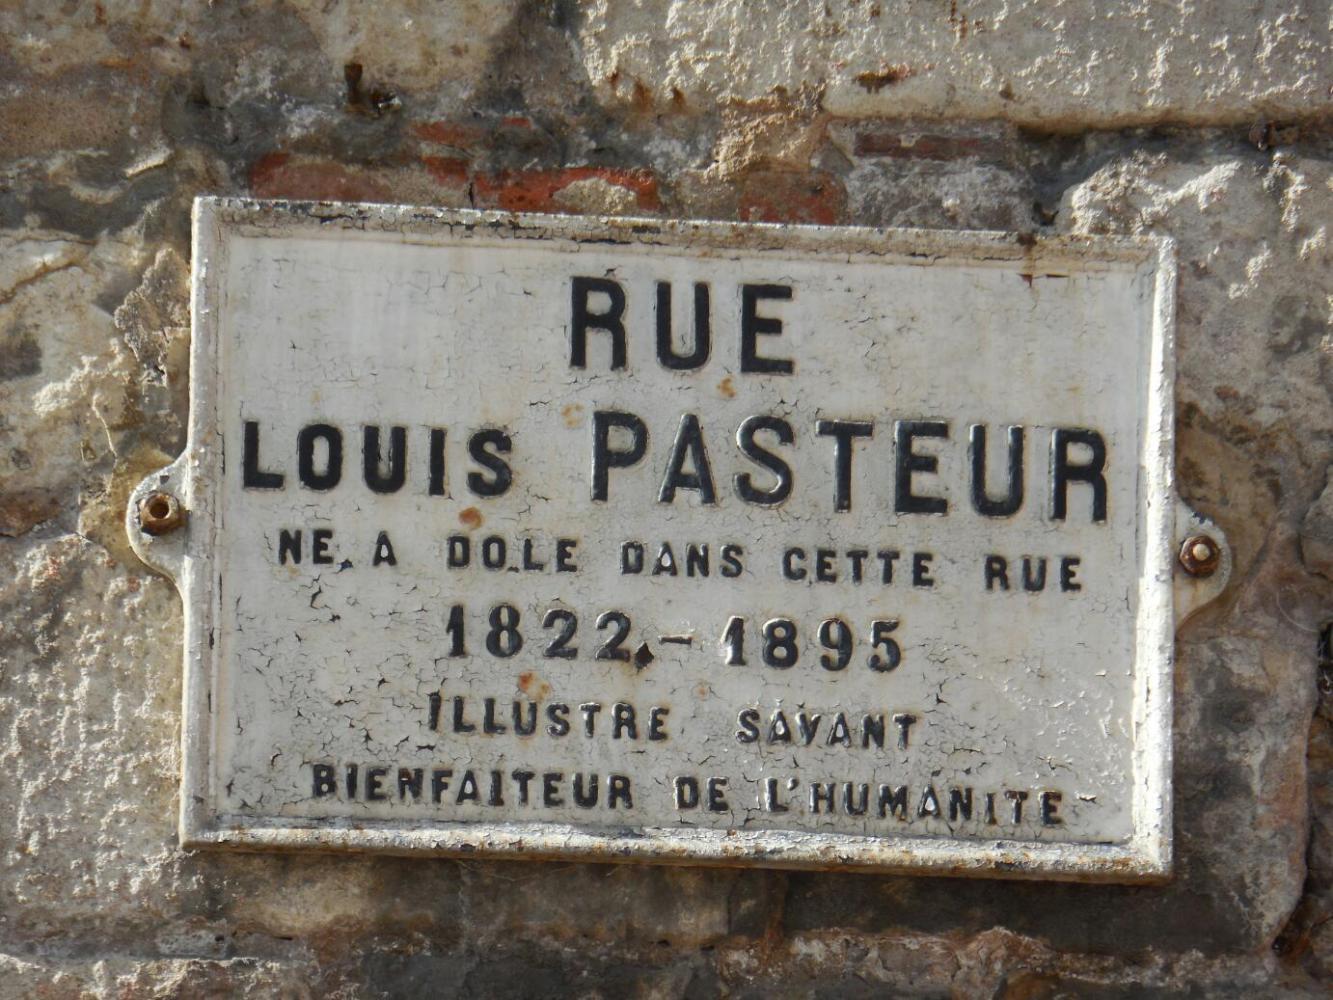 RUE
LOUIS PASTEUR
NE A DOLE DANS CETTE RUE
1822 - 1895
ILLUSTRE SAVANT
BIENFAITEUR DE L'HUMANITE